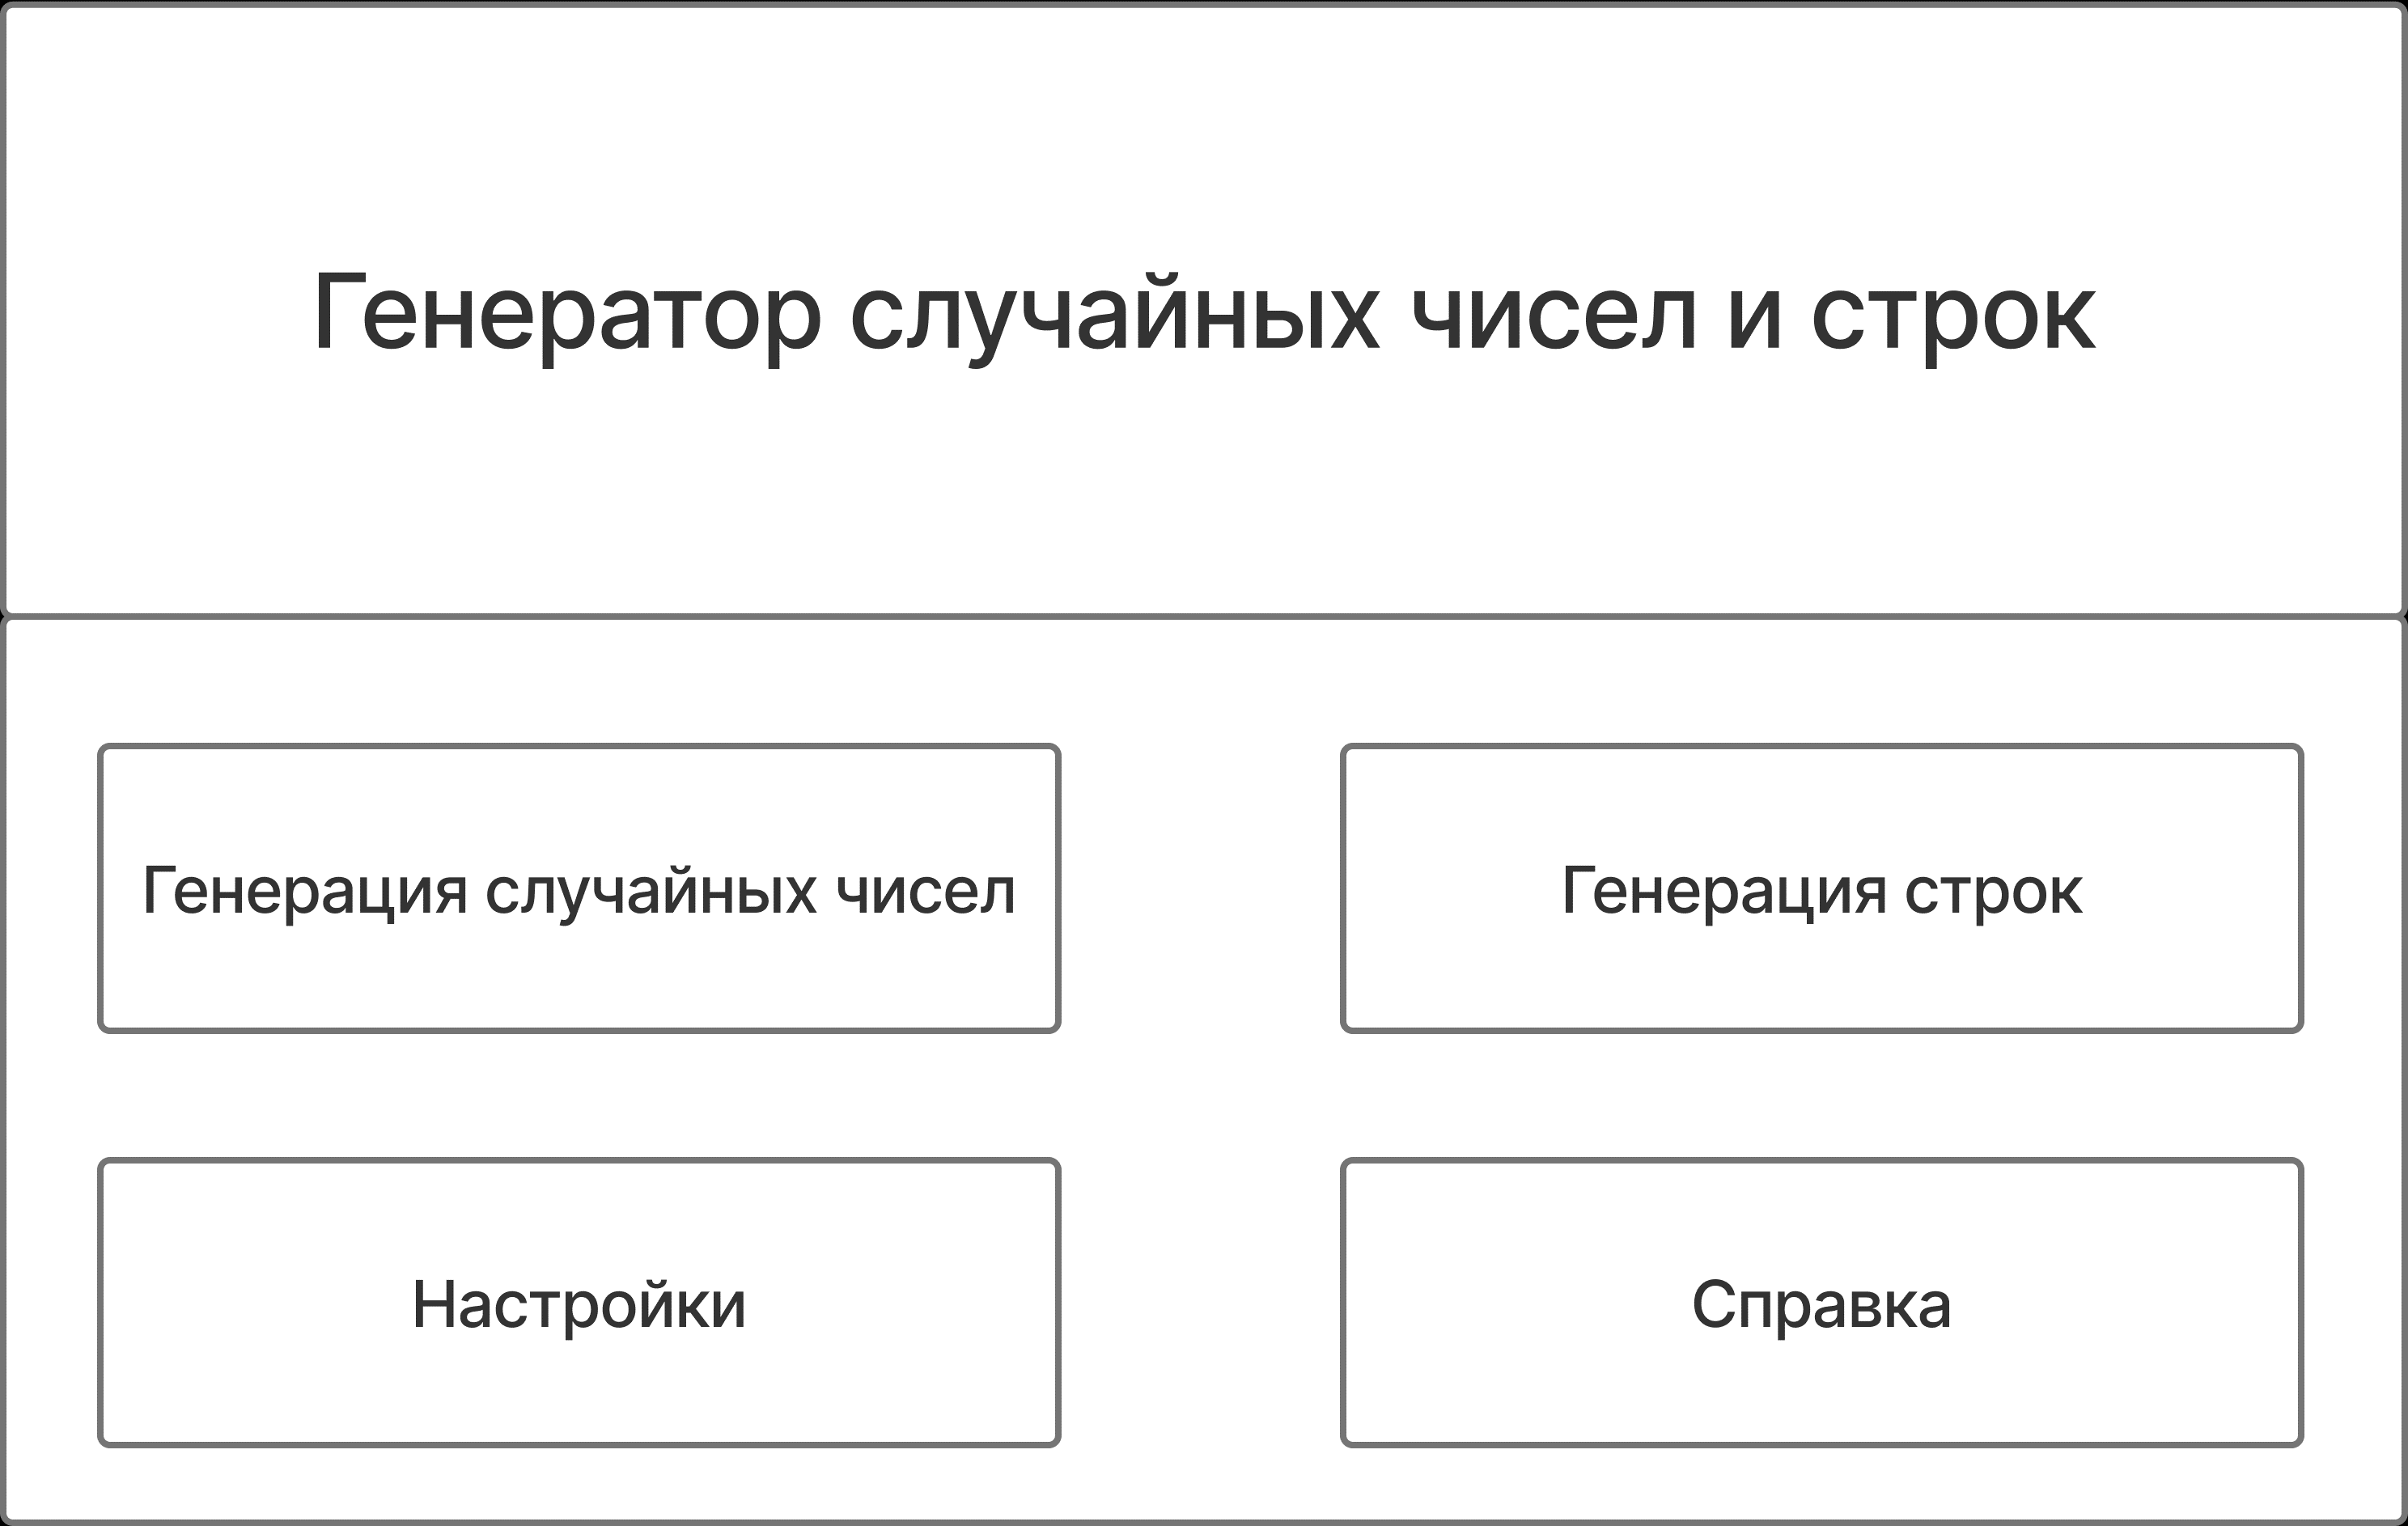 Генератор случайных чисел и строк
Генерация случайных чисел
Генерация строк
Настройки
Справка